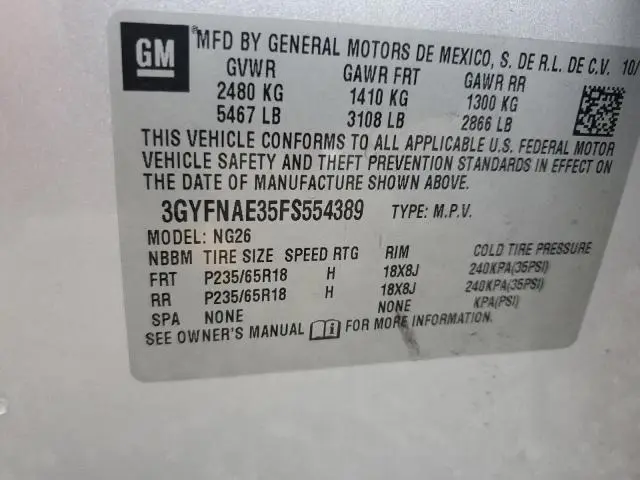 GM
MFD BY GENERAL MOTORS DE MEXICO, S. DE R.L. DE C.V. 10/
GVWR GAWR FRT GAWR RR
2480 KG 1410 KG 1300 KG
5467 LB 3108 LB 2866 LB
THIS VEHICLE CONFORMS TO ALL APPLICABLE U.S. FEDERAL MOTOR
VEHICLE SAFETY AND THEFT PREVENTION STANDARDS IN EFFECT ON
THE DATE OF MANUFACTURE SHOWN ABOVE.
3GYFNAE35FS554389 TYPE: M.P.V.
MODEL: NG26
NBBM TIRE SIZE SPEED RTG RIM COLD TIRE PRESSURE
FRT P235/65R18 H 18X8J 240KPA(35PSI)
RR P235/65R18 H 18X8J 240KPA(35PSI)
SPA NONE NONE KPA(PSI)
SEE OWNER'S MANUAL FOR MORE INFORMATION.